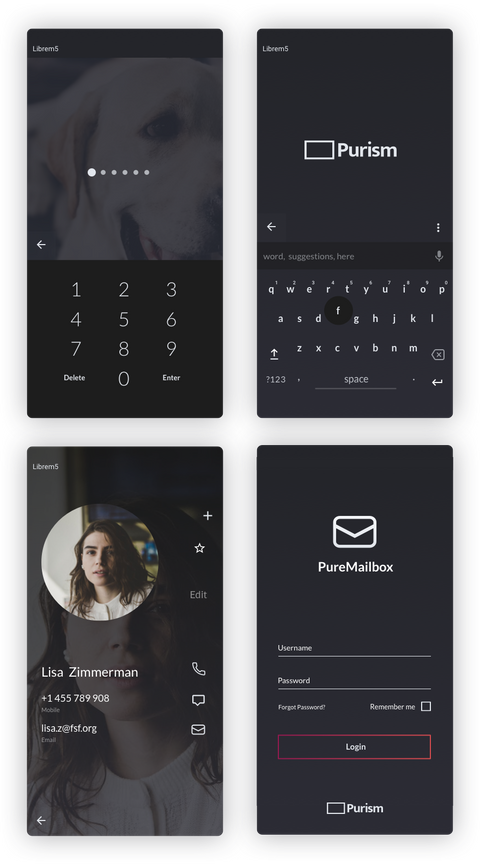 Librem5
1 2 3
4 5 6
7 8 9
Delete 0 Enter
Librem5
Purism
word, suggestions, here
1 2 3 4 5 6 7 8 9 0
q w e r t y u i o p
a s d f g h j k l
z x c v b n m
?123 , space .
Librem5
Edit
Lisa Zimmerman
+1 455 789 908
Mobile
lisa.z@fsf.org
Email
PureMailbox
Username
Password
Forgot Password? Remember me
Login
Purism